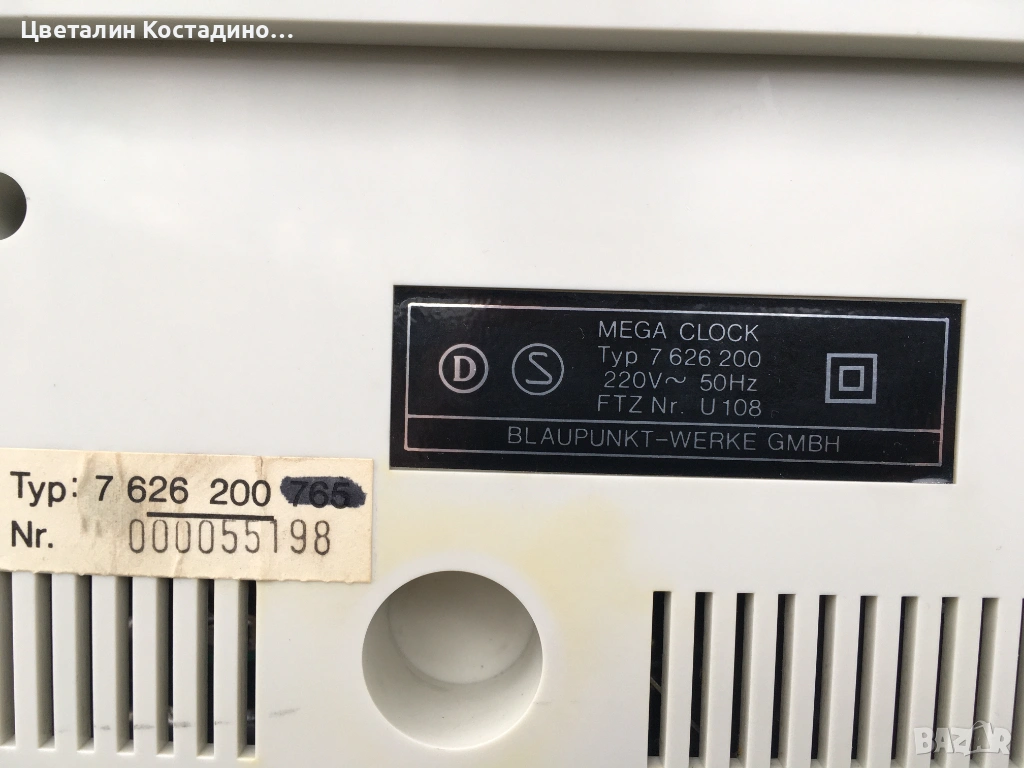 Цветалин Костадино...
MEGA CLOCK
Typ 7 626 200
220V~ 50Hz
FTZ Nr. U 108
D S
BLAUPUNKT-WERKE GMBH
Typ: 7 626 200 765
Nr. 000055198
BAZAR